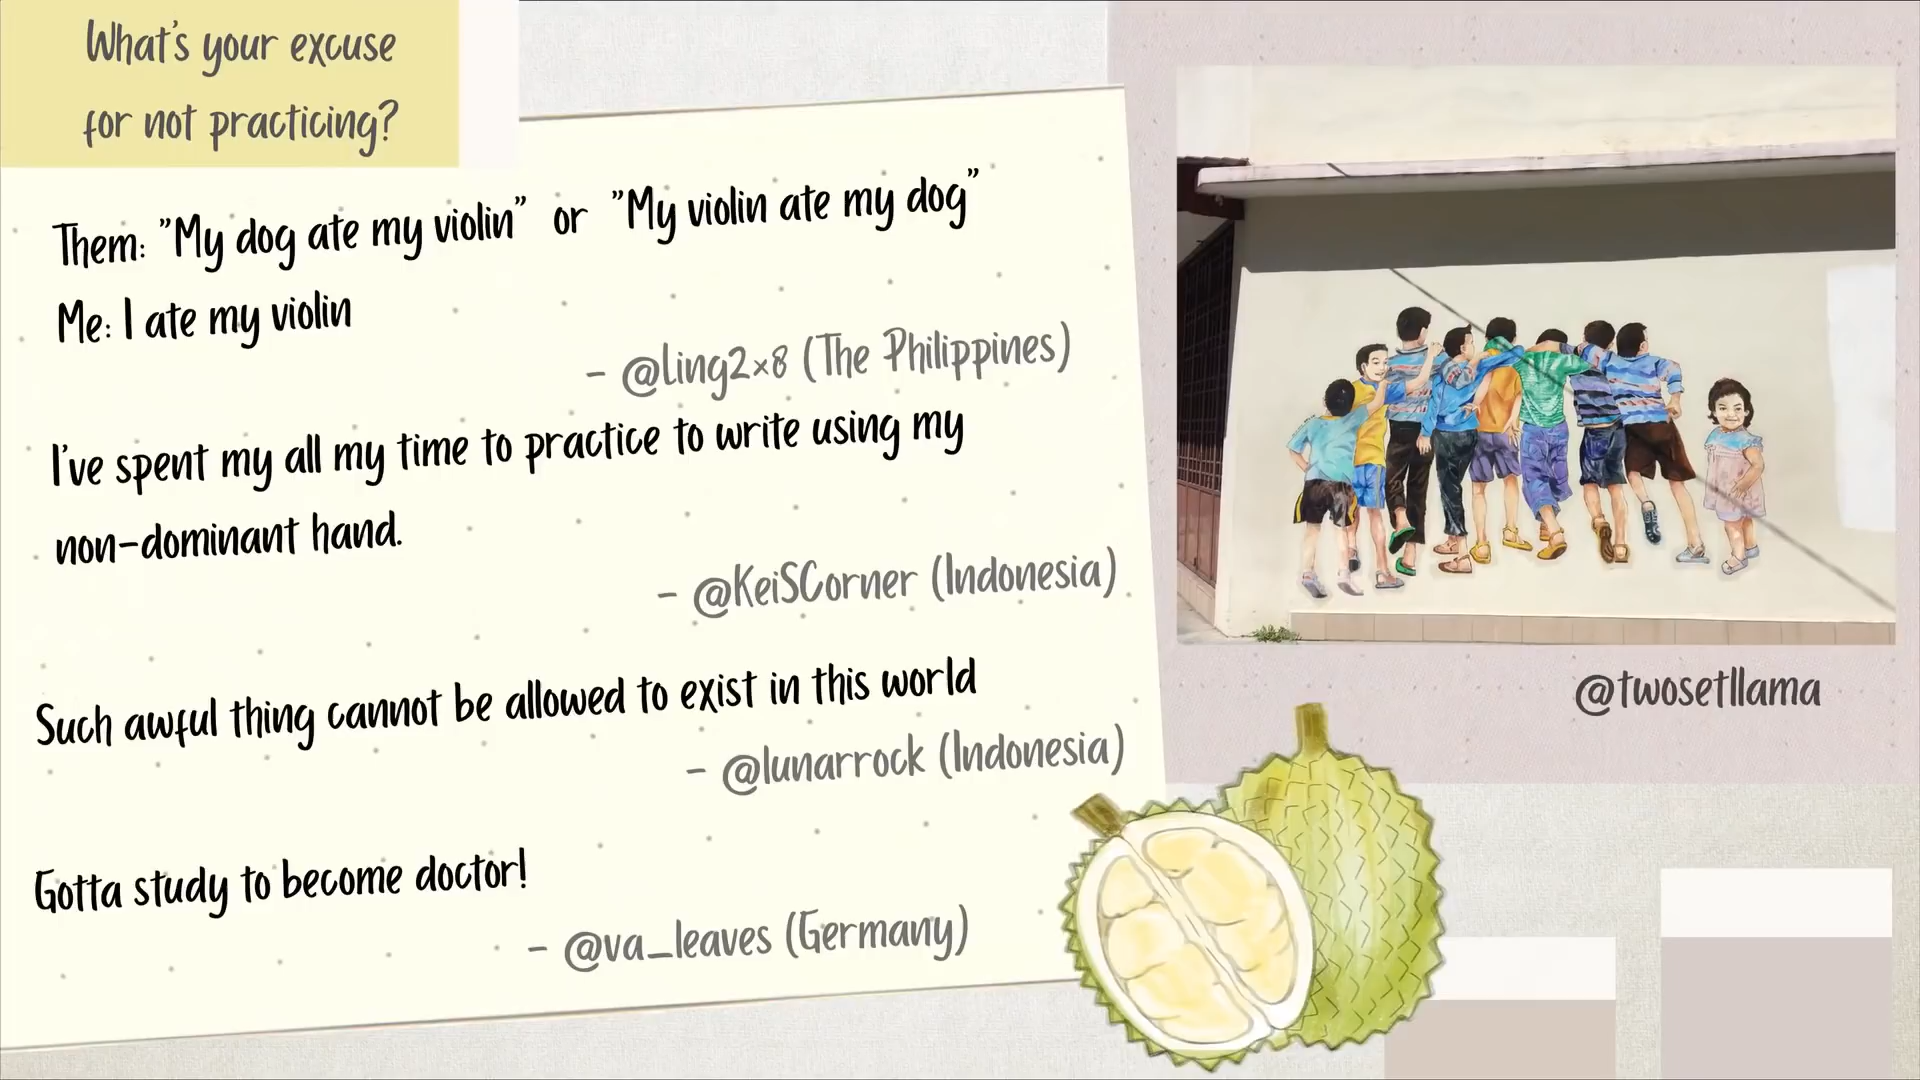 What's your excuse
for not practicing?
Them: "My dog ate my violin" or "My violin ate my dog"
Me: I ate my violin
- @ling2x8 (The Philippines)
I've spent my all my time to practice to write using my
non-dominant hand.
- @KeiSCorner (Indonesia)
Such awful thing cannot be allowed to exist in this world
- @lunarrock (Indonesia)
Gotta study to become doctor!
- @va_leaves (Germany)
@twosetllama